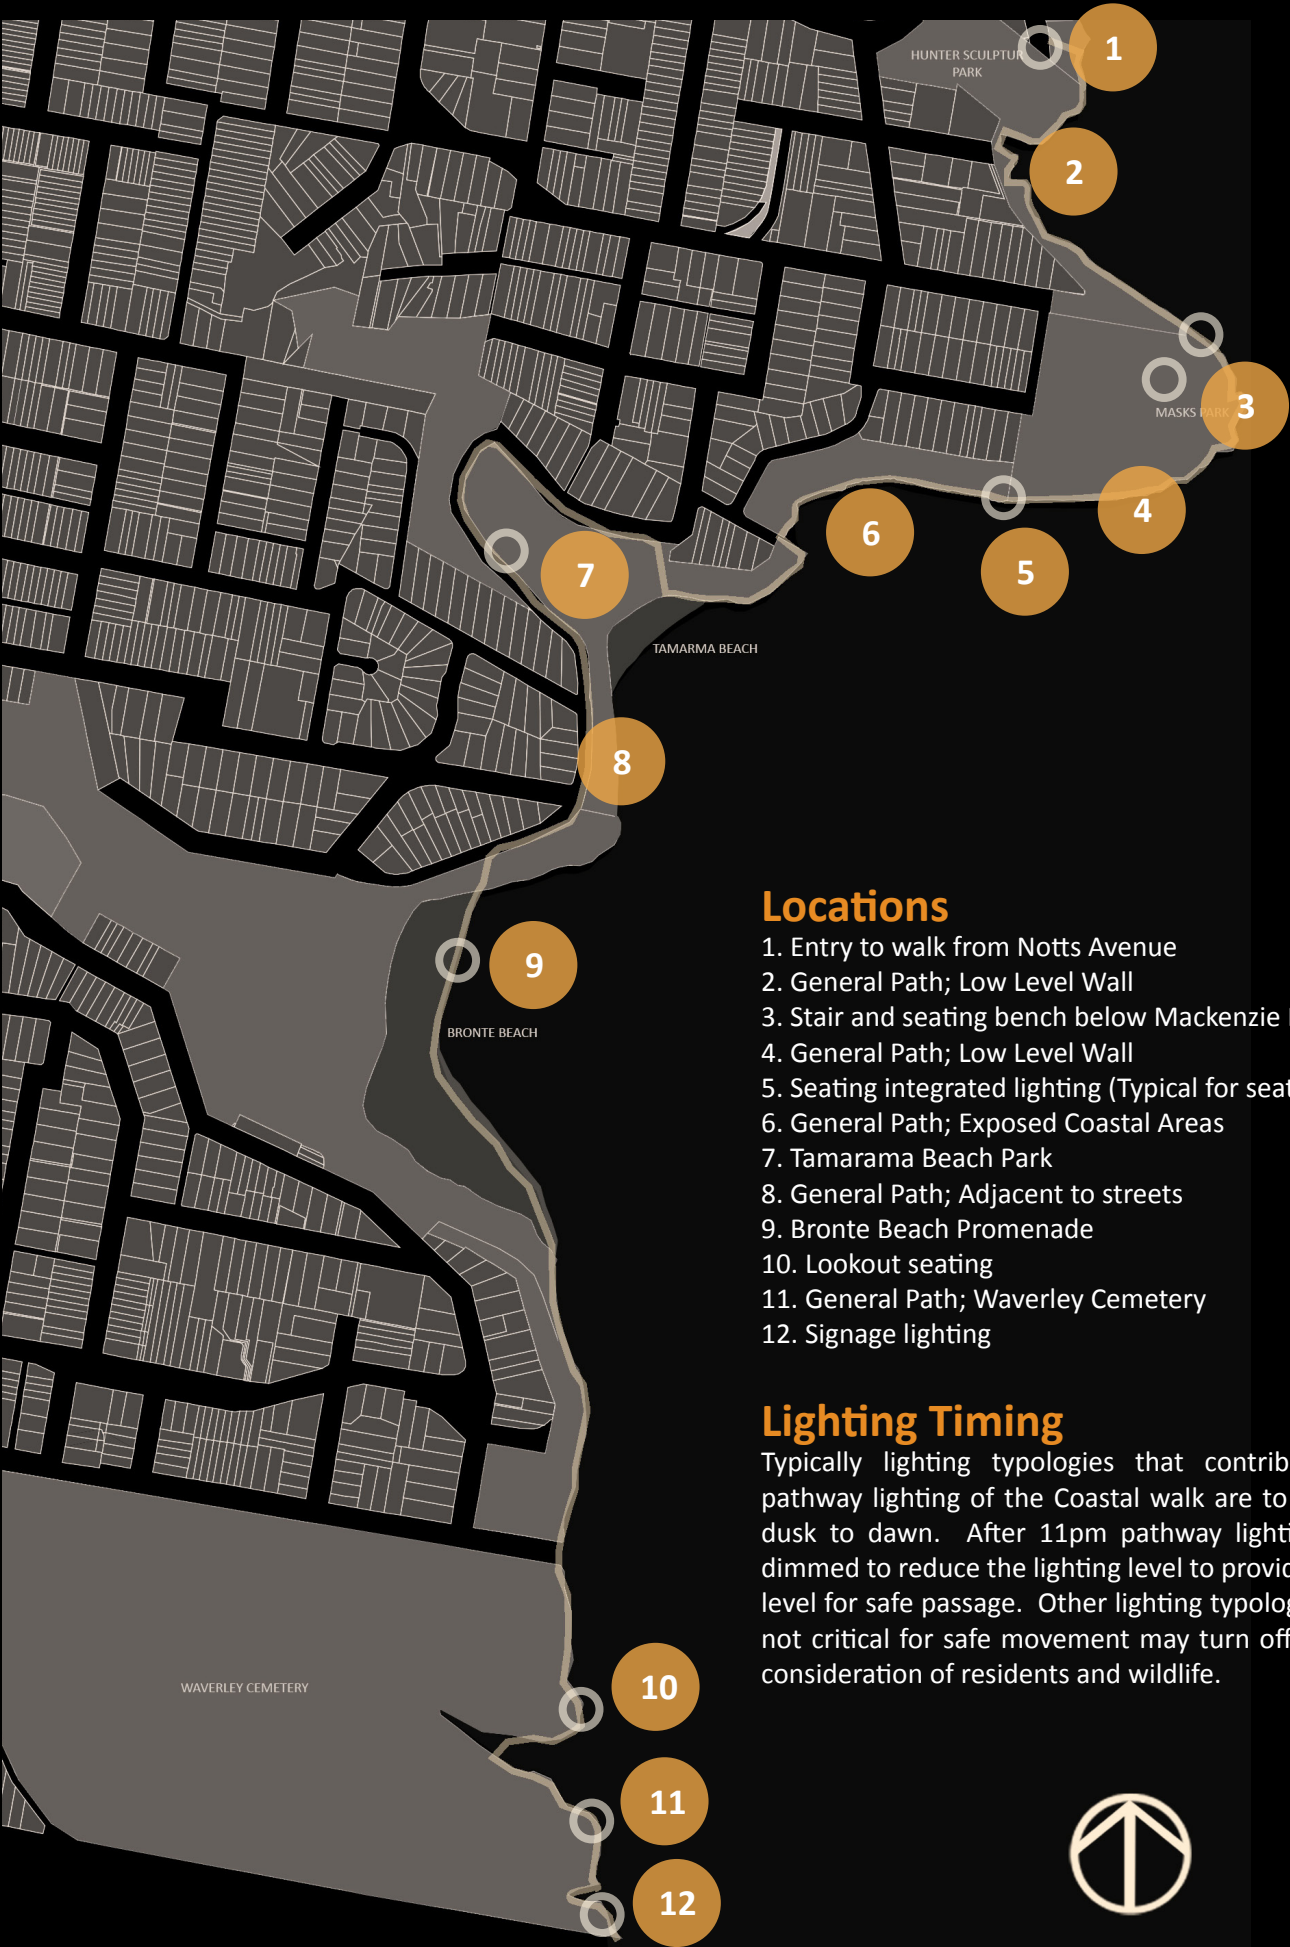 HUNTER SCULPTUR
PARK
1
2
MASKS PARK
3
4
5
6
7
TAMARMA BEACH
8
9
BRONTE BEACH
Locations
1. Entry to walk from Notts Avenue
2. General Path; Low Level Wall
3. Stair and seating bench below Mackenzie
4. General Path; Low Level Wall
5. Seating integrated lighting (Typical for
6. General Path; Exposed Coastal Areas
7. Tamarama Beach Park
8. General Path; Adjacent to streets
9. Bronte Beach Promenade
10. Lookout seating
11. General Path; Waverley Cemetery
12. Signage lighting
Lighting Timing
Typically lighting typologies that
pathway lighting of the Coastal walk are to
dusk to dawn. After 11pm pathway
dimmed to reduce the lighting level to
level for safe passage. Other lighting
not critical for safe movement may turn off
consideration of residents and wildlife.
WAVERLEY CEMETERY
10
11
12